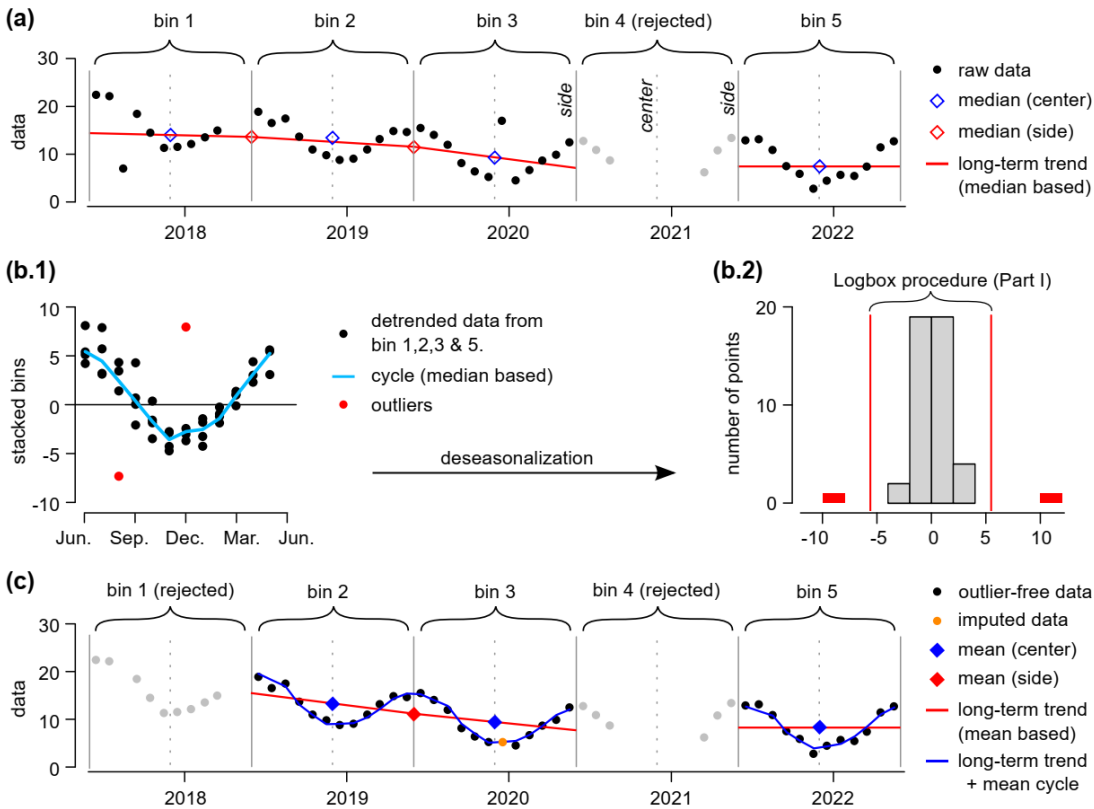 (a)
bin 1
bin 2
bin 3
bin 4 (rejected)
bin 5
30
20
10
0
data
side
center
side
2018
2019
2020
2021
2022
raw data
median (center)
median (side)
long-term trend
(median based)
(b.1)
10
5
0
-5
-10
stacked bins
Jun.
Sep.
Dec.
Mar.
Jun.
detrended data from
bin 1,2,3 & 5.
cycle (median based)
outliers
deseasonalization
(b.2)
Logbox procedure (Part I)
20
10
0
number of points
-10
-5
0
5
10
(c)
bin 1 (rejected)
bin 2
bin 3
bin 4 (rejected)
bin 5
30
20
10
0
data
2018
2019
2020
2021
2022
outlier-free data
imputed data
mean (center)
mean (side)
long-term trend
(mean based)
long-term trend
+ mean cycle